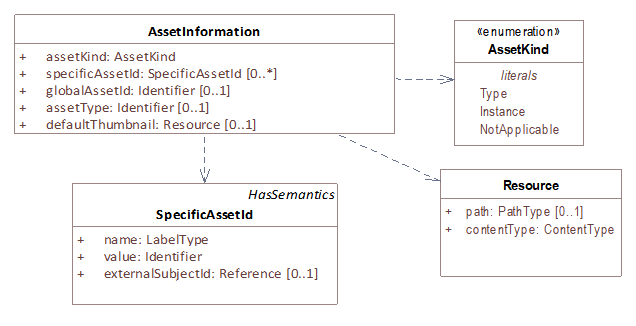 AssetInformation
+ assetKind: AssetKind
+ specificAssetId: SpecificAssetId [0..*]
+ globalAssetId: Identifier [0..1]
+ assetType: Identifier [0..1]
+ defaultThumbnail: Resource [0..1]
«enumeration»
AssetKind
literals
Type
Instance
NotApplicable
HasSemantics
SpecificAssetId
+ name: LabelType
+ value: Identifier
+ externalSubjectId: Reference [0..1]
Resource
+ path: PathType [0..1]
+ contentType: ContentType